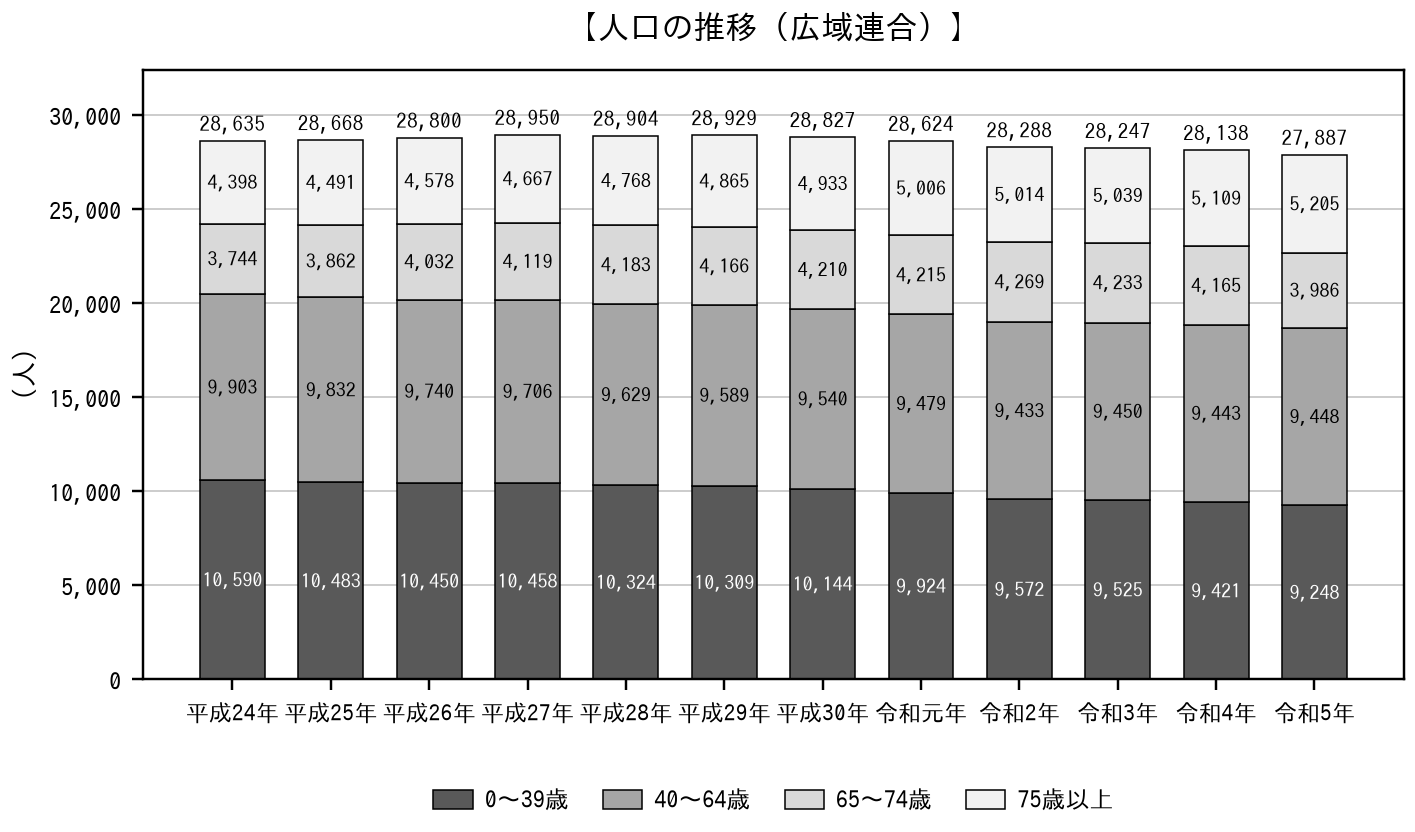 【人口の推移（広域連合）】
(人)
30,000
25,000
20,000
15,000
10,000
5,000
0
28,635 28,668 28,800 28,950 28,904 28,929 28,827 28,624 28,288 28,247 28,138 27,887
4,398 4,491 4,578 4,667 4,768 4,865 4,933 5,006 5,014 5,039 5,109 5,205
3,744 3,862 4,032 4,119 4,183 4,166 4,210 4,215 4,269 4,233 4,165 3,986
9,903 9,832 9,740 9,706 9,629 9,589 9,540 9,479 9,433 9,450 9,443 9,448
10,590 10,483 10,450 10,458 10,324 10,309 10,144 9,924 9,572 9,525 9,421 9,248
平成24年 平成25年 平成26年 平成27年 平成28年 平成29年 平成30年 令和元年 令和2年 令和3年 令和4年 令和5年
0〜39歳 40〜64歳 65〜74歳 75歳以上